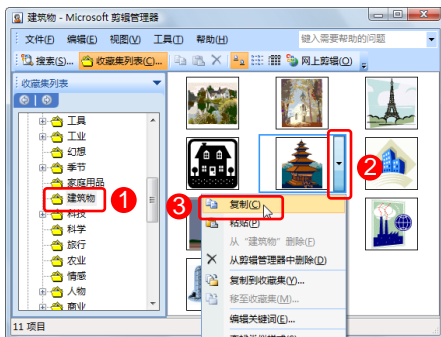 建筑物 - Microsoft 剪辑管理器
文件(F) 编辑(E) 视图(V) 工具(T) 帮助(H) 键入需要帮助的问题
搜索(S)... 收藏集列表(C)... 网上剪辑(O)
收藏集列表
工具
工业
幻想
季节
家庭用品
建筑物
科技
科学
旅行
农业
情感
人物
商业
1
2
3
复制(C)
粘贴(P)
从 "建筑物" 删除(F)
从剪辑管理器中删除(D)
复制到收藏集(Y)...
移至收藏集(M)...
编辑关键词(E)...
11 项目